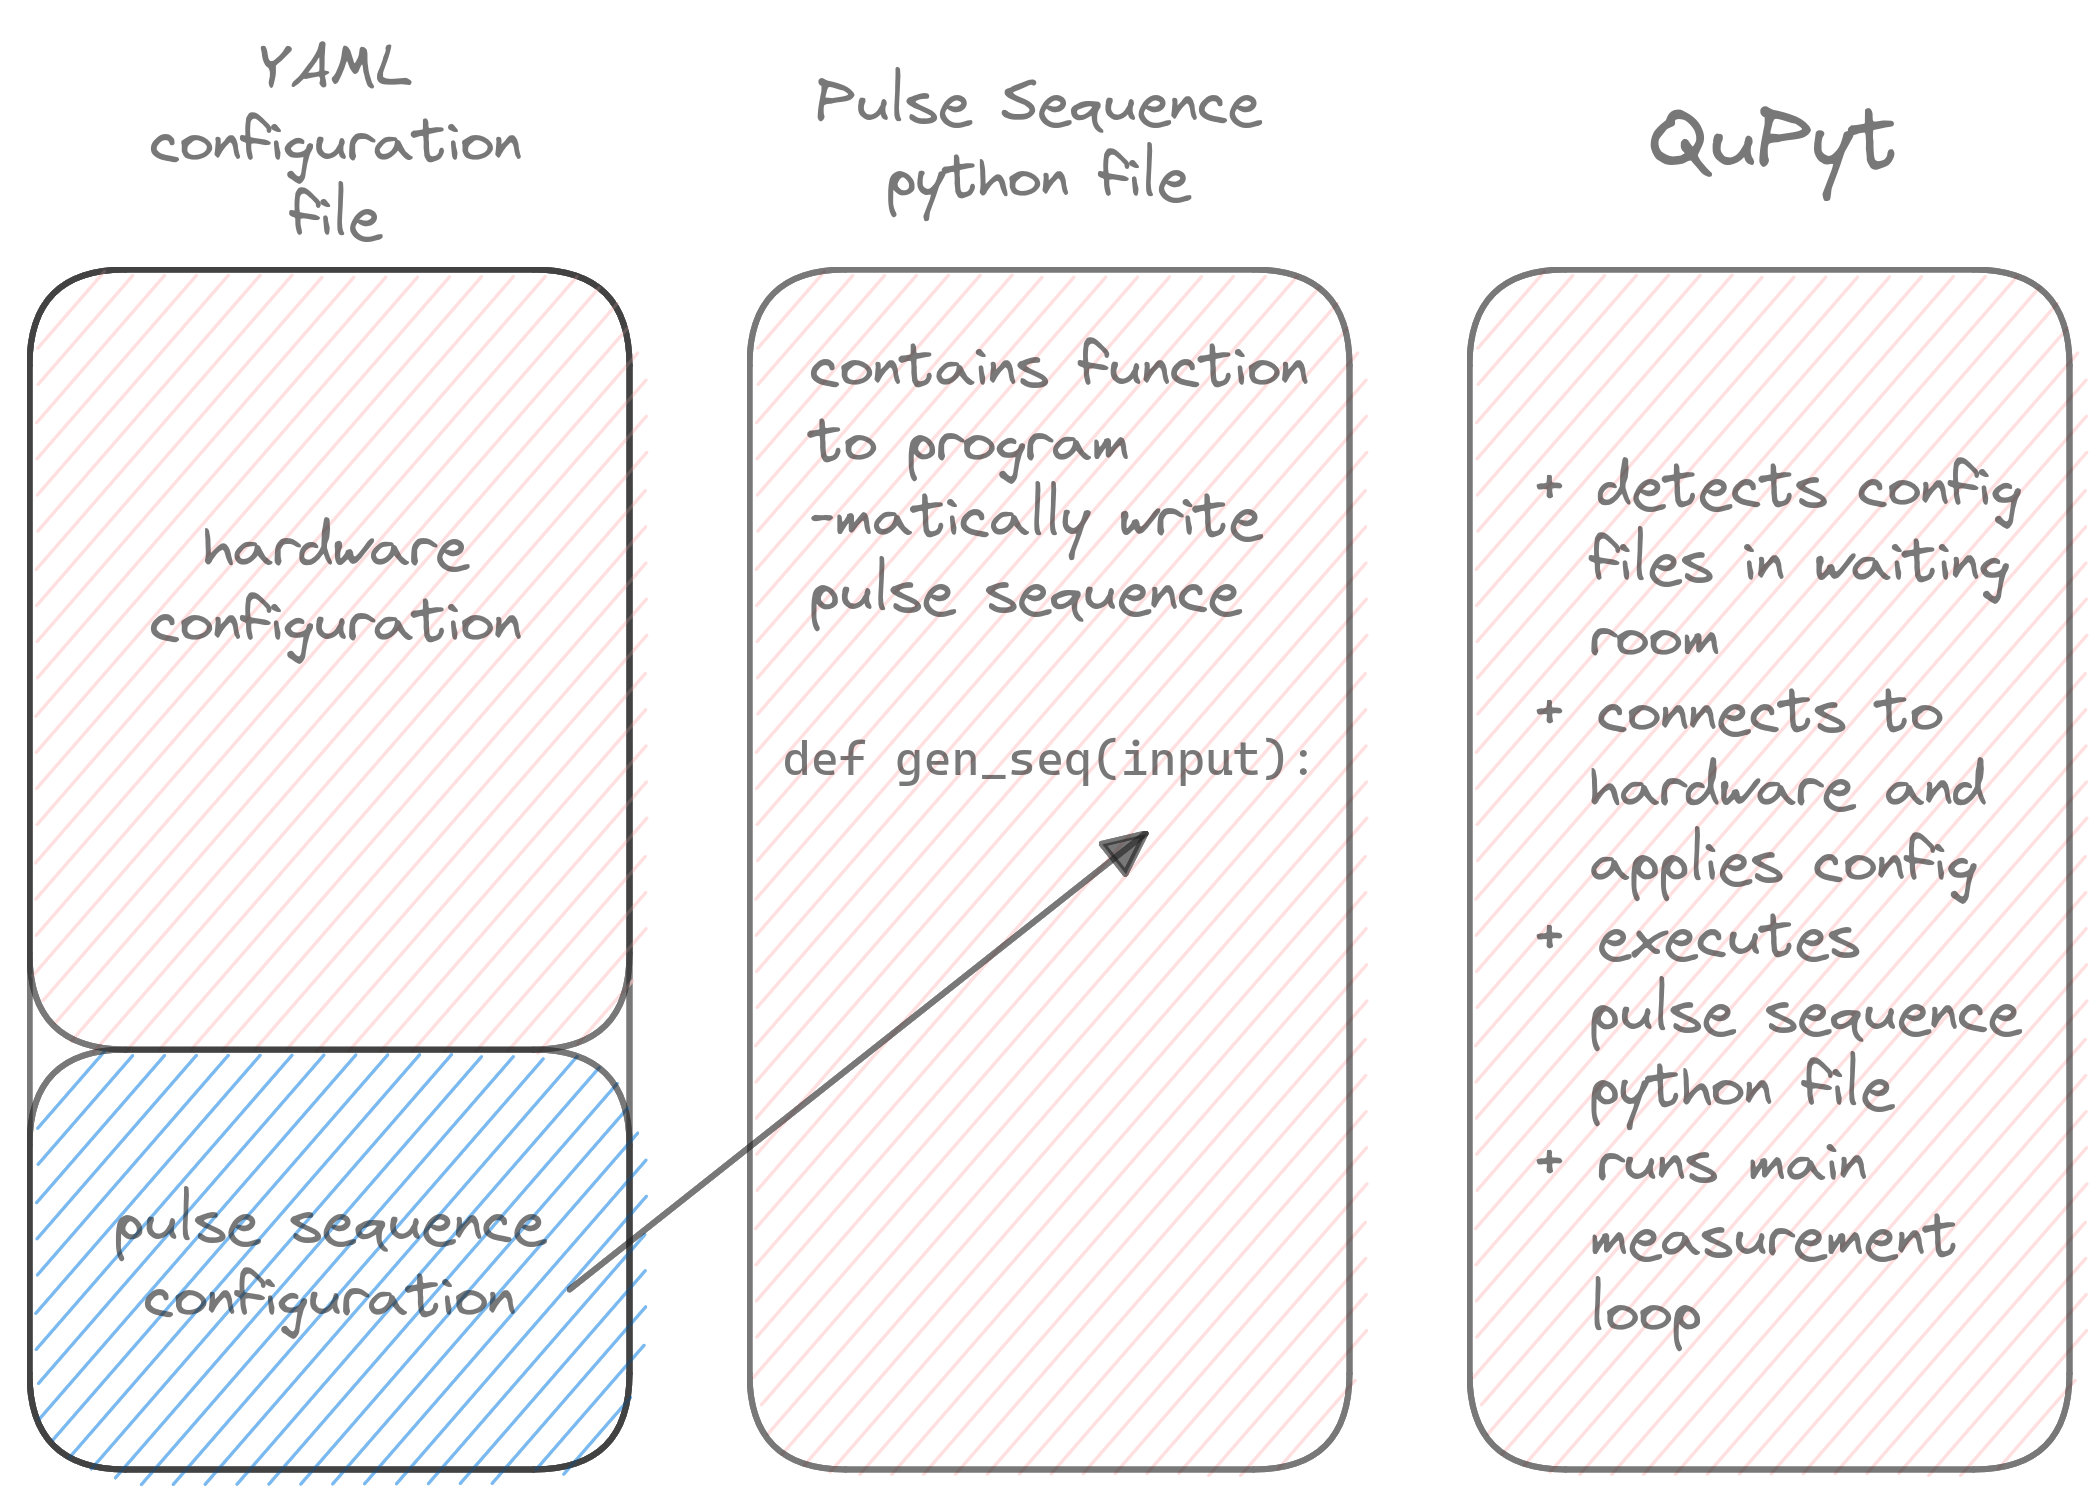 YAML
configuration
file
hardware
configuration
pulse sequence
configuration
Pulse Sequence
python file
contains function
to program
-matically write
pulse sequence
def gen_seq(input):
QuPyt
+ detects config
files in waiting
room
+ connects to
hardware and
applies config
+ executes
pulse sequence
python file
+ runs main
measurement
loop